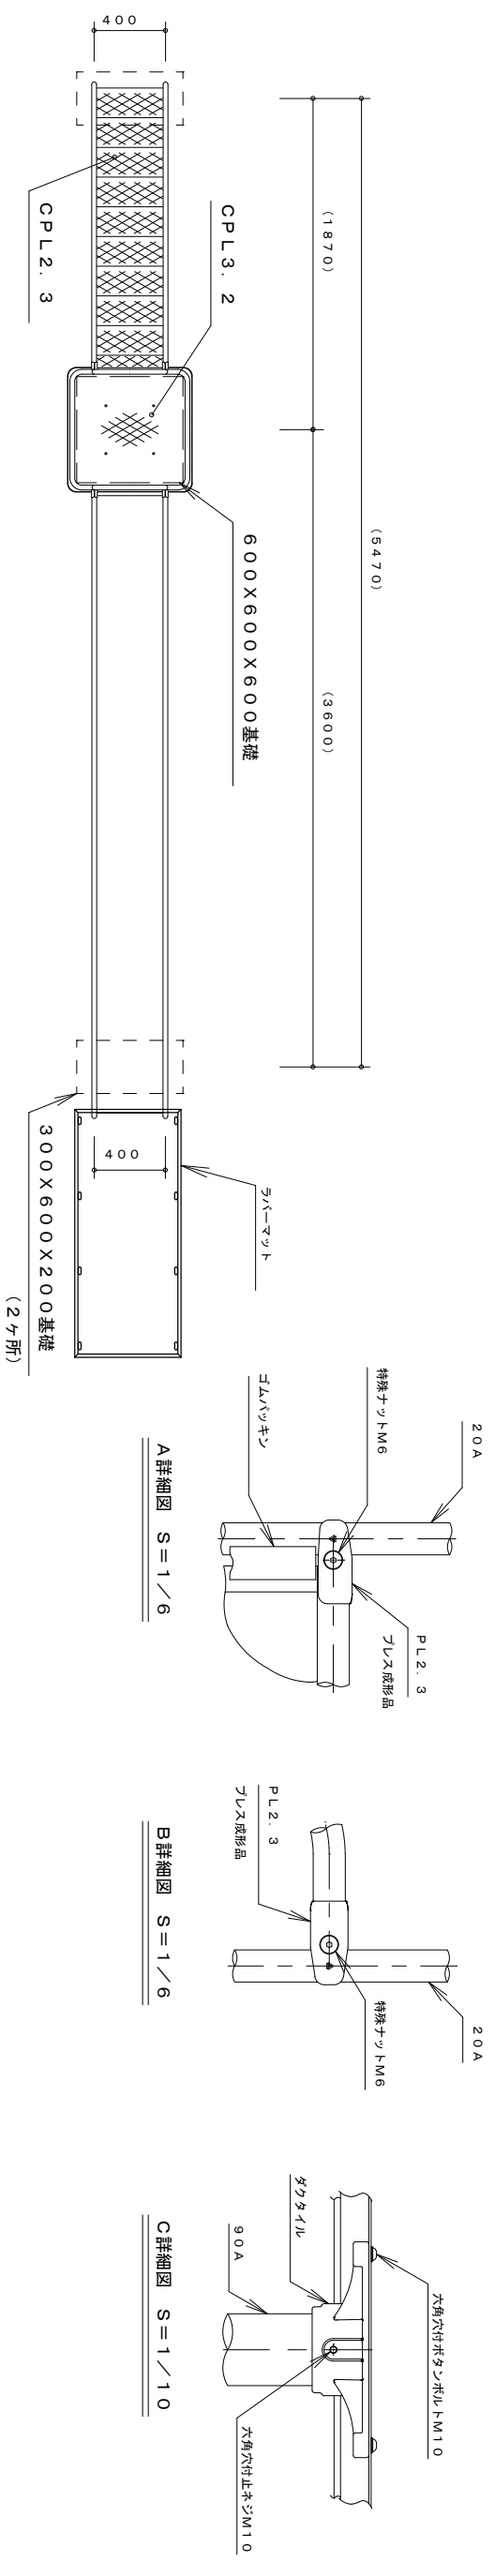 400
(1870)
(5470)
(3600)
CPL2.3
CPL3.2
600X600X600基礎
400
ラバーマット
300X600X200基礎
(2ヶ所)
20A
特殊ナットM6
ゴムパッキン
PL2.3
プレス成形品
A詳細図 S=1/6
PL2.3
プレス成形品
20A
特殊ナットM6
B詳細図 S=1/6
ダクタイル
90A
六角穴付ボタンボルトM10
六角穴付止ネジM10
C詳細図 S=1/10